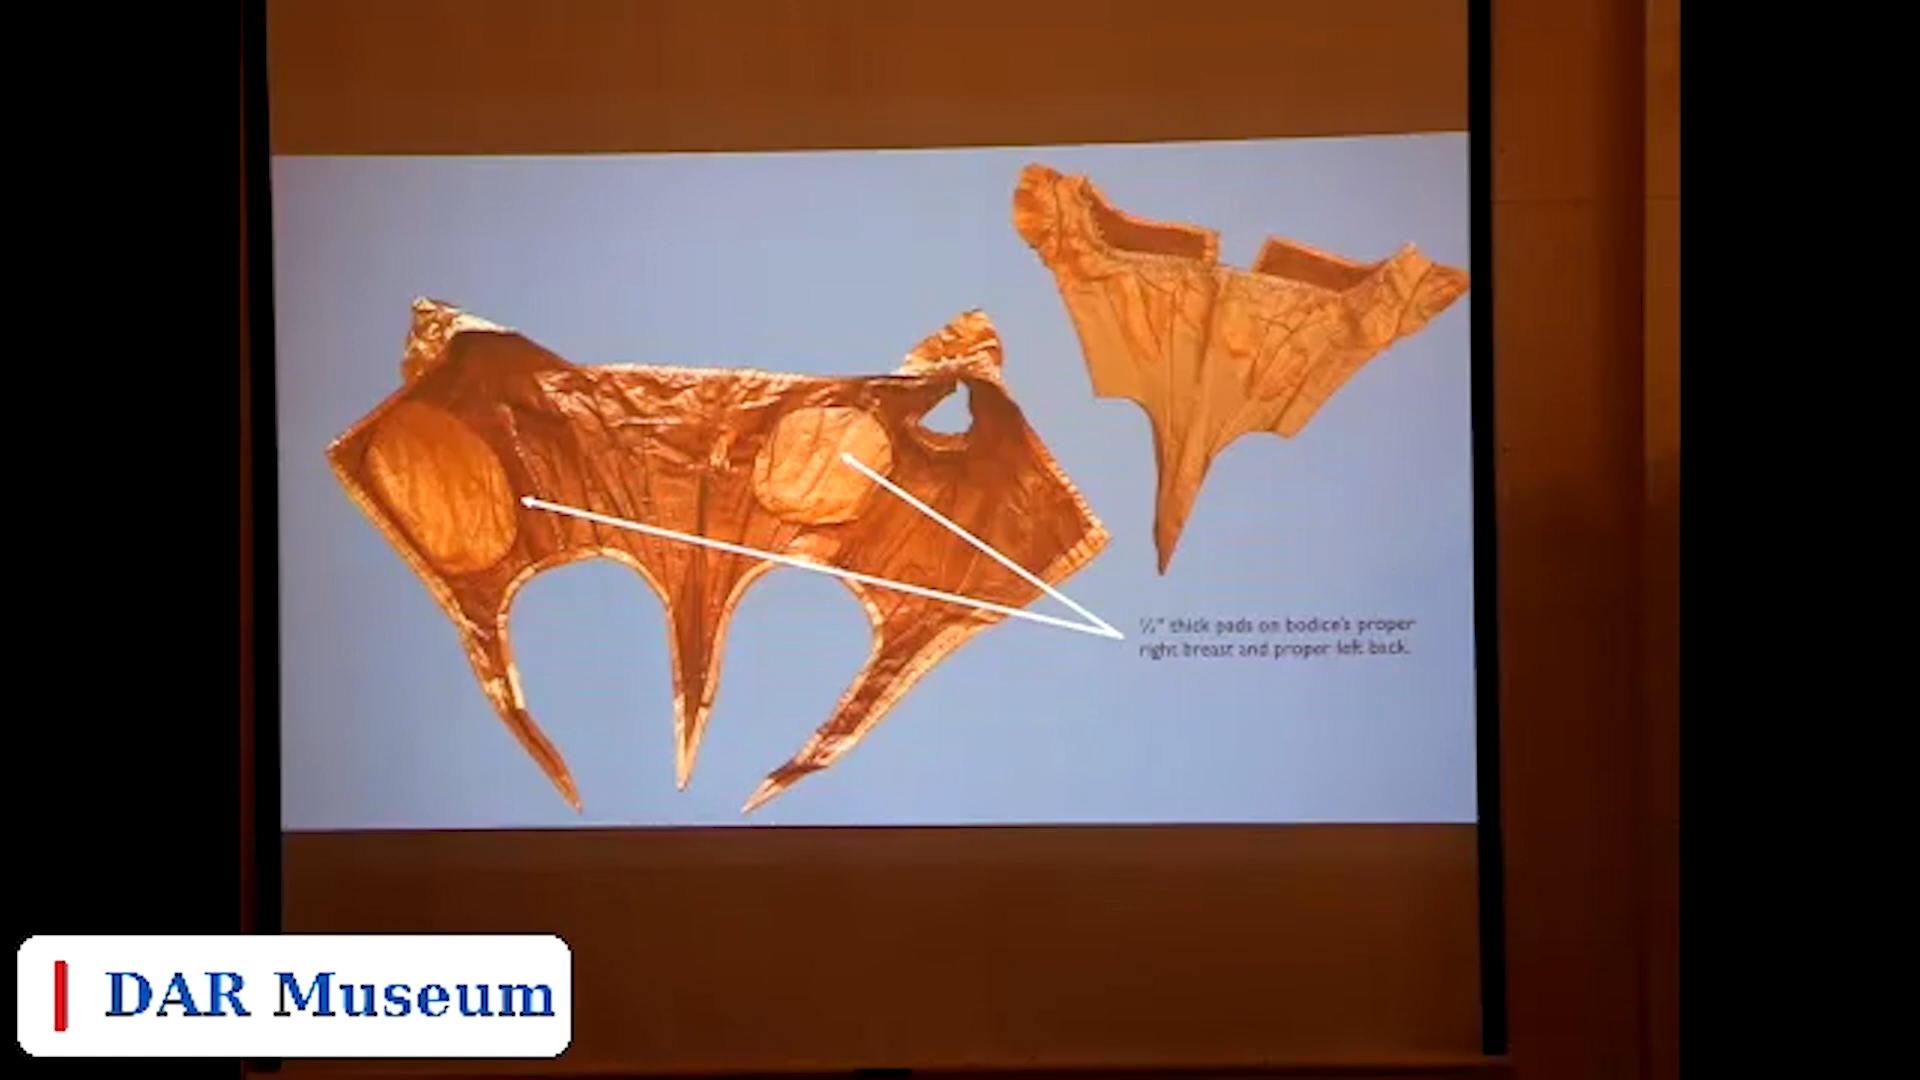 thick pads on bodice's proper
right breast and proper left back.
DAR Museum